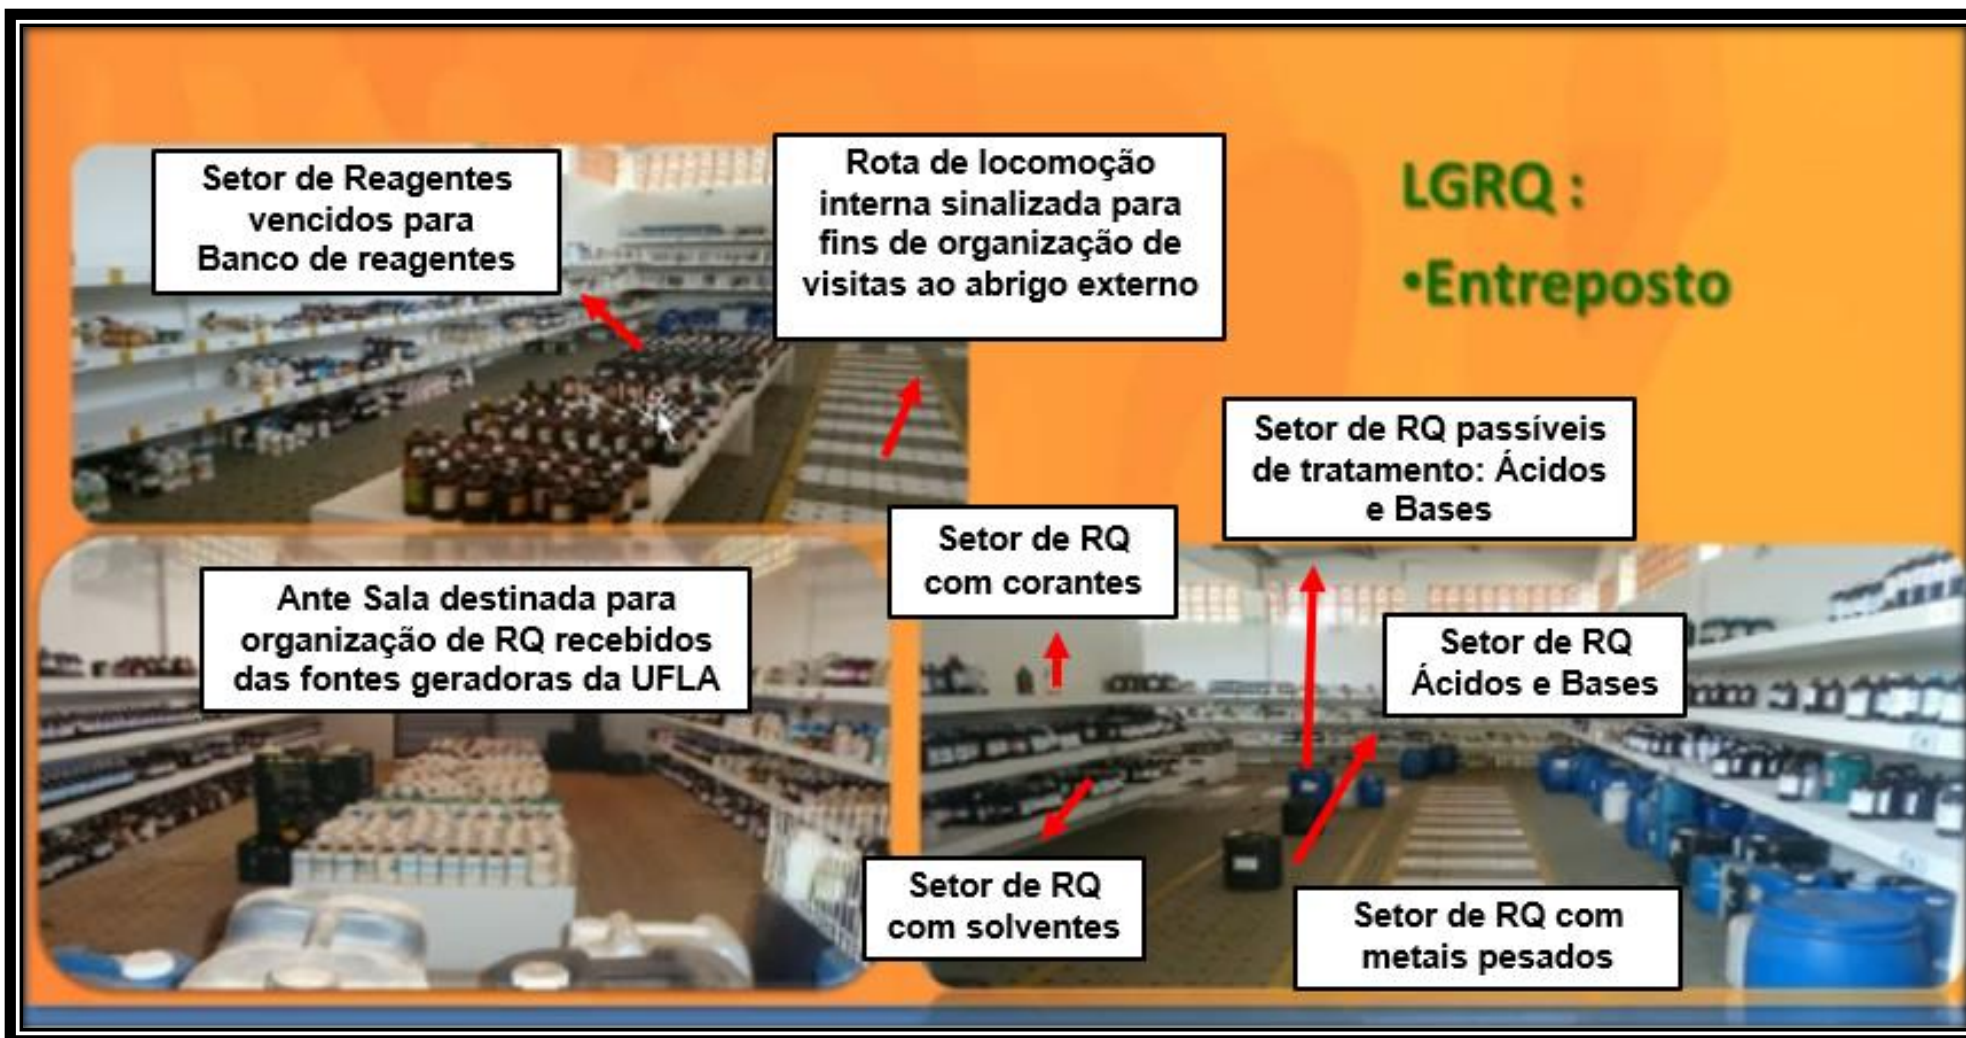 Setor de Reagentes
vencidos para
Banco de reagentes
Rota de locomoção
interna sinalizada para
fins de organização de
visitas ao abrigo externo
LGRQ :
•Entreposto
Setor de RQ passíveis
de tratamento: Ácidos
e Bases
Setor de RQ
com corantes
Ante Sala destinada para
organização de RQ recebidos
das fontes geradoras da UFLA
Setor de RQ
Ácidos e Bases
Setor de RQ
com solventes
Setor de RQ com
metais pesados